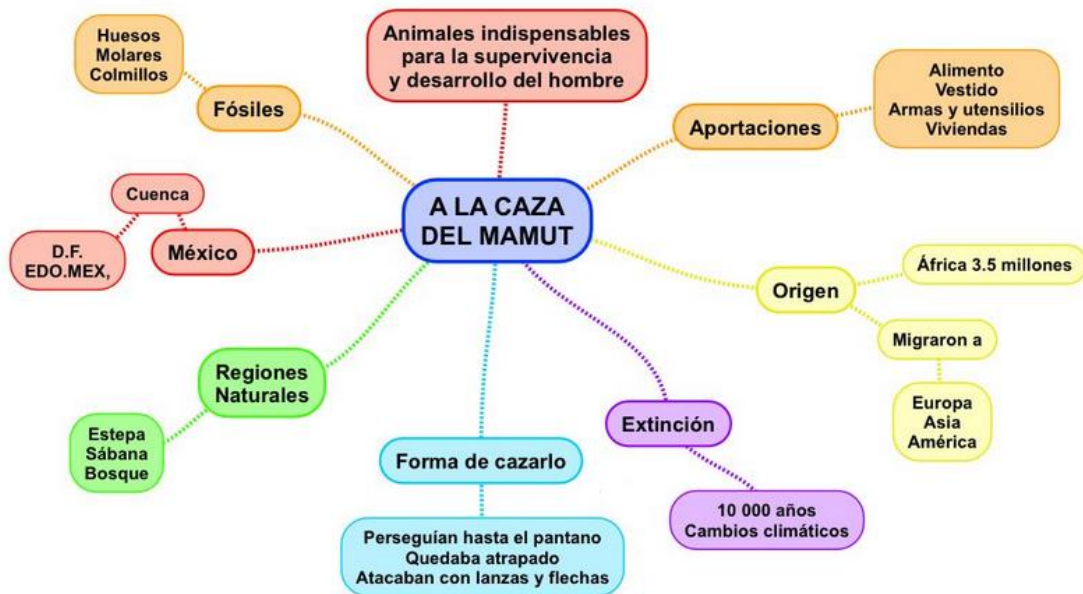 A LA CAZA
DEL MAMUT
Animales indispensables
para la supervivencia
y desarrollo del hombre
Aportaciones
Alimento
Vestido
Armas y utensilios
Viviendas
Origen
África 3.5 millones
Migraron a
Europa
Asia
América
Extinción
10 000 años
Cambios climáticos
Forma de cazarlo
Perseguían hasta el pantano
Quedaba atrapado
Atacaban con lanzas y flechas
Regiones
Naturales
Estepa
Sábana
Bosque
México
Cuenca
D.F.
EDO.MEX,
Fósiles
Huesos
Molares
Colmillos